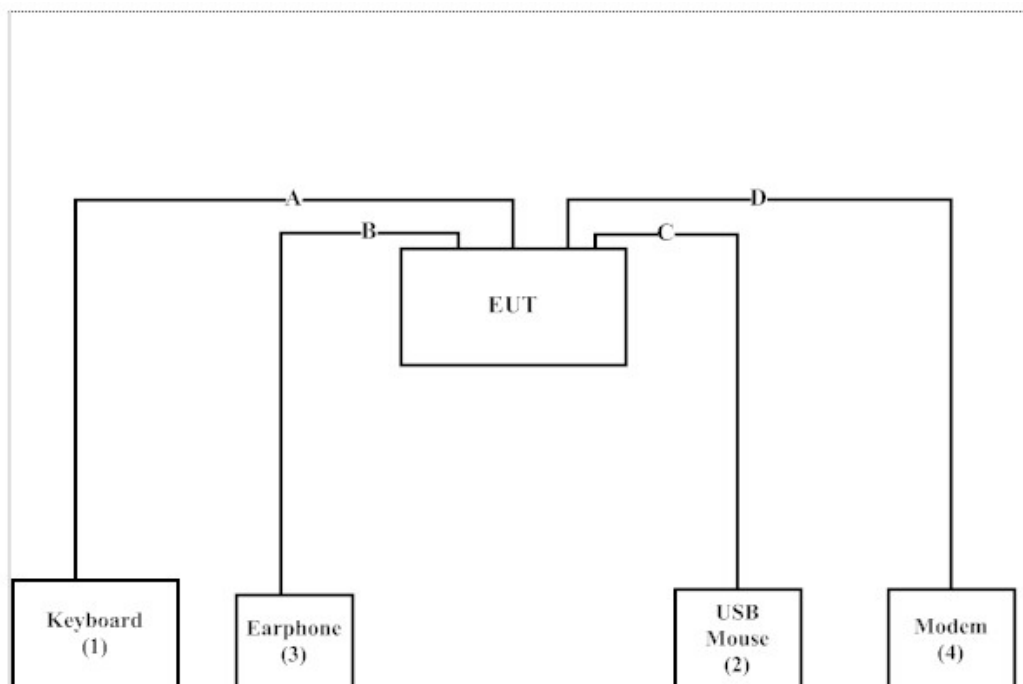 A
D
B
C
EUT
Keyboard
(1)
Earphone
(3)
USB
Mouse
(2)
Modem
(4)